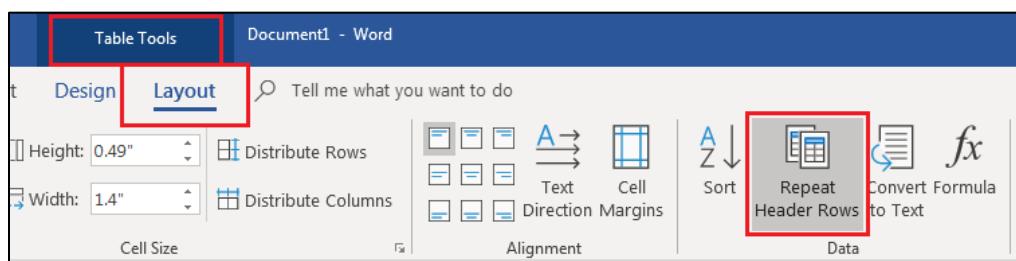 Table Tools
Document1 - Word
t
Design
Layout
Tell me what you want to do
Height: 0.49"
Distribute Rows
Width: 1.4"
Distribute Columns
Cell Size
Text
Direction
Cell
Margins
Alignment
A
Z
Sort
Repeat
Header Rows
Convert
to Text
fx
Formula
Data